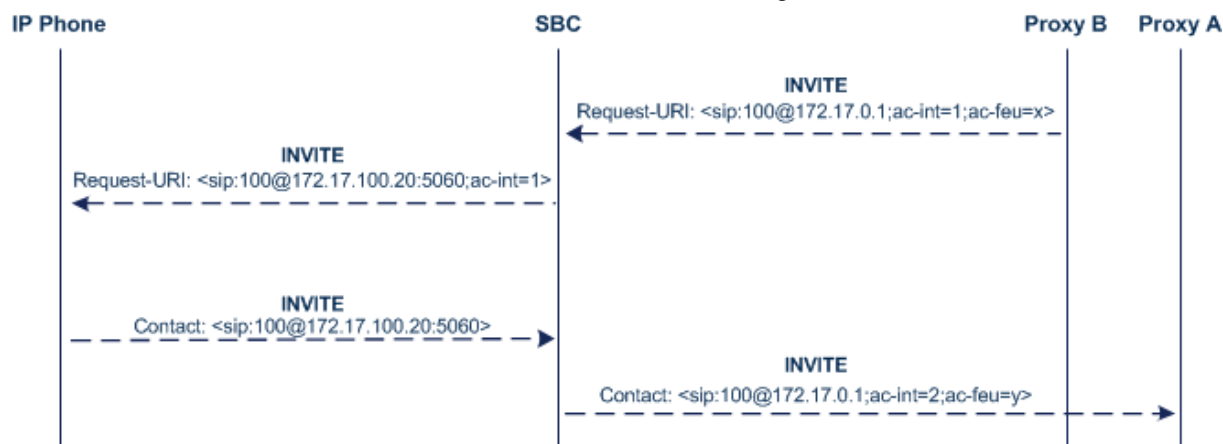 IP Phone SBC Proxy B Proxy A
INVITE
Request-URI: <sip:100@172.17.0.1;ac-int=1;ac-feu=x>
INVITE
Request-URI: <sip:100@172.17.100.20:5060;ac-int=1>
INVITE
Contact: <sip:100@172.17.100.20:5060>
INVITE
Contact: <sip:100@172.17.0.1;ac-int=2;ac-feu=y>